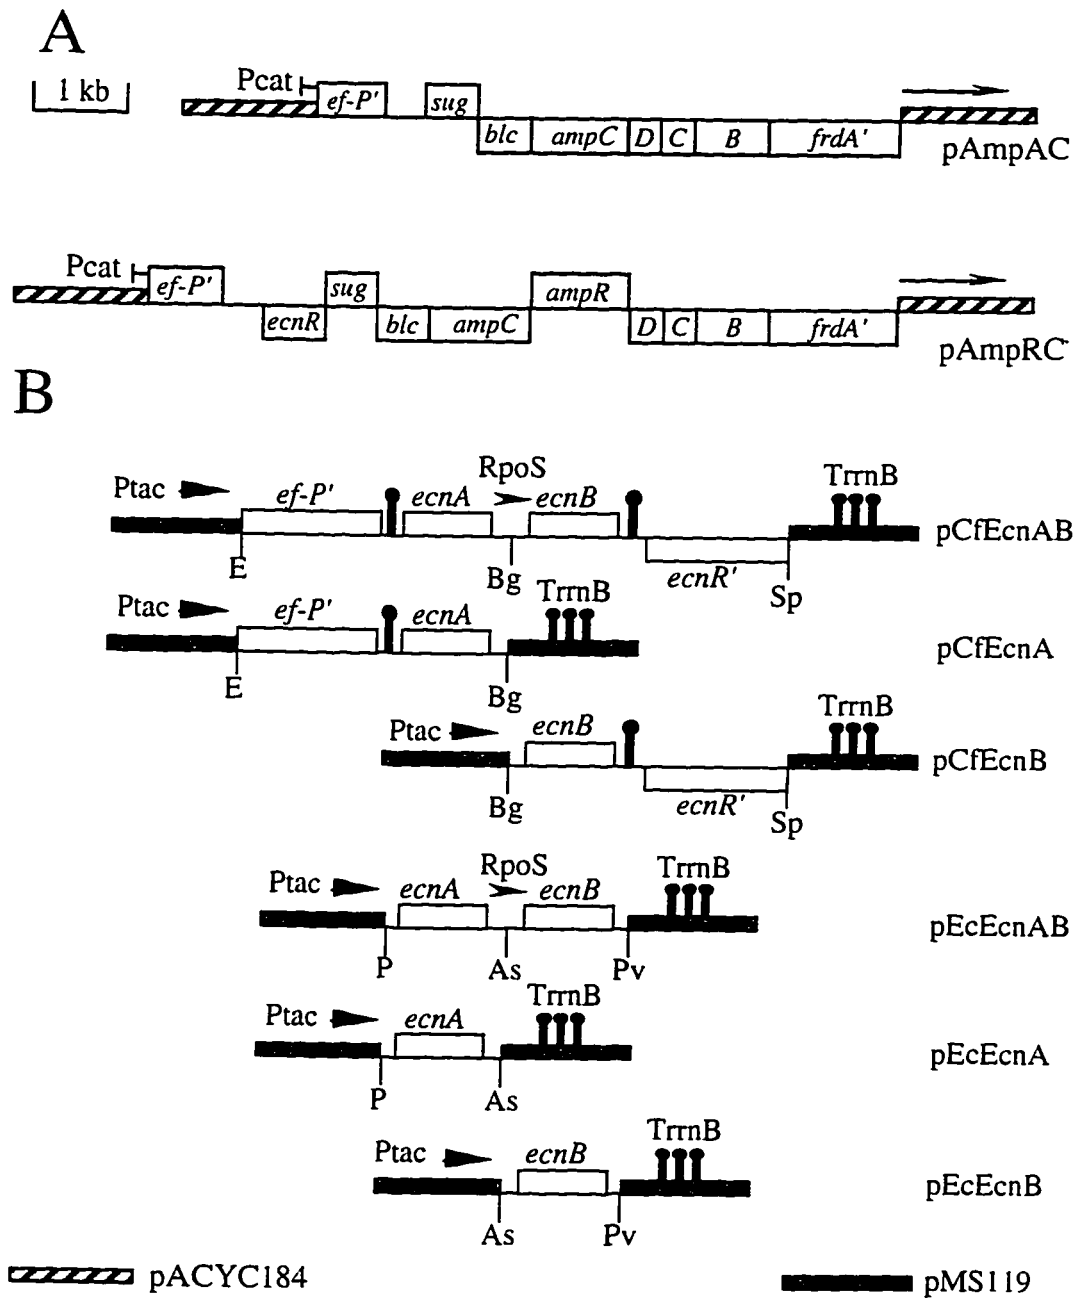 A
1 kb
Pcat ef-P' sug
blc ampC D C B frdA'
pAmpAC
Pcat ef-P' sug ampR
ecnR blc ampC D C B frdA'
pAmpRC
B
RpoS TrrnB
Ptac ef-P' ecnA ecnB
pCfEcnAB
E Bg ecnR' Sp
TrrnB
Ptac ef-P' ecnA
pCfEcnA
E Bg
TrrnB
Ptac ecnB
pCfEcnB
Bg ecnR' Sp
RpoS TrrnB
Ptac ecnA ecnB
pEcEcnAB
P As Pv
TrrnB
Ptac ecnA
pEcEcnA
P As
TrrnB
Ptac ecnB
pEcEcnB
As Pv
pACYC184 pMS119